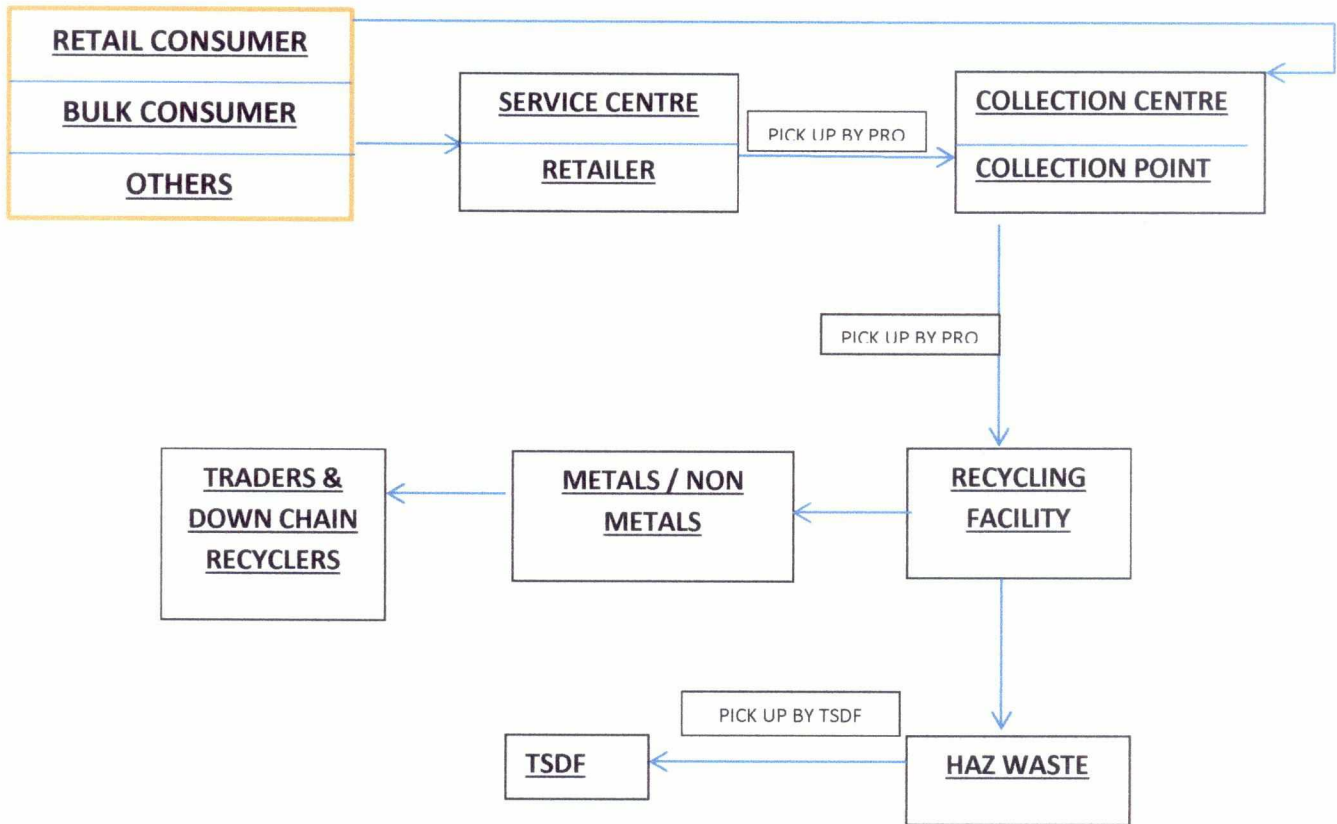 RETAIL CONSUMER
BULK CONSUMER
OTHERS
SERVICE CENTRE
RETAILER
PICK UP BY PRO
COLLECTION CENTRE
COLLECTION POINT
PICK UP BY PRO
TRADERS &
DOWN CHAIN
RECYCLERS
METALS / NON
METALS
RECYCLING
FACILITY
PICK UP BY TSDF
TSDF
HAZ WASTE